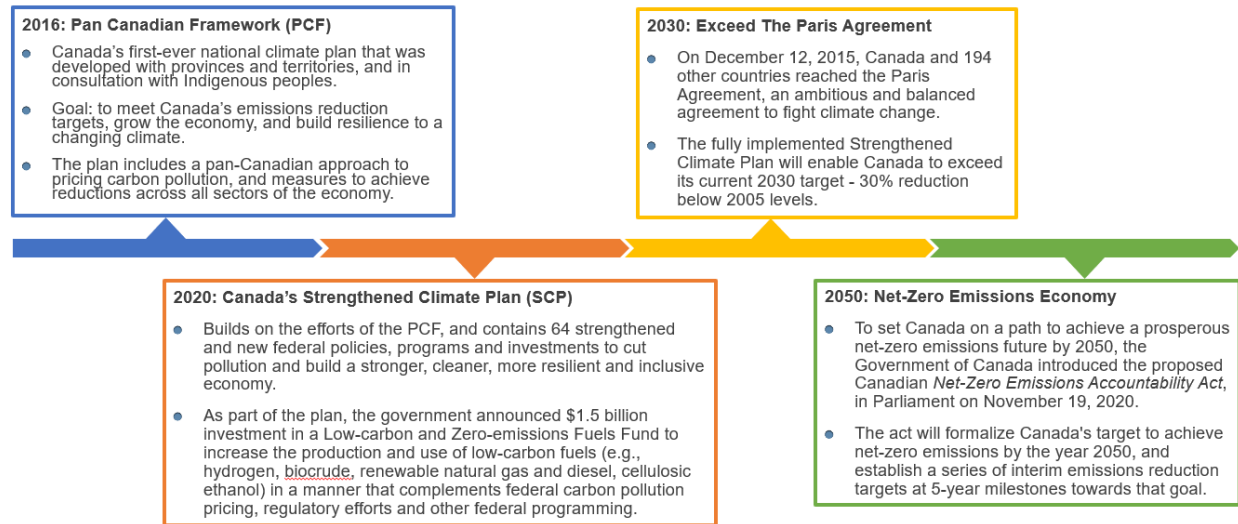 2016: Pan Canadian Framework (PCF)
Canada's first-ever national climate plan that was
developed with provinces and territories, and in
consultation with Indigenous peoples.
Goal: to meet Canada's emissions reduction
targets, grow the economy, and build resilience to a
changing climate.
The plan includes a pan-Canadian approach to
pricing carbon pollution, and measures to achieve
reductions across all sectors of the economy.
2030: Exceed The Paris Agreement
On December 12, 2015, Canada and 194
other countries reached the Paris
Agreement, an ambitious and balanced
agreement to fight climate change.
The fully implemented Strengthened
Climate Plan will enable Canada to exceed
its current 2030 target - 30% reduction
below 2005 levels.
2020: Canada's Strengthened Climate Plan (SCP)
Builds on the efforts of the PCF, and contains 64 strengthened
and new federal policies, programs and investments to cut
pollution and build a stronger, cleaner, more resilient and inclusive
economy.
As part of the plan, the government announced $1.5 billion
investment in a Low-carbon and Zero-emissions Fuels Fund to
increase the production and use of low-carbon fuels (e.g.,
hydrogen, biocrude, renewable natural gas and diesel, cellulosic
ethanol) in a manner that complements federal carbon pollution
pricing, regulatory efforts and other federal programming.
2050: Net-Zero Emissions Economy
To set Canada on a path to achieve a prosperous
net-zero emissions future by 2050, the
Government of Canada introduced the proposed
Canadian Net-Zero Emissions Accountability Act,
in Parliament on November 19, 2020.
The act will formalize Canada's target to achieve
net-zero emissions by the year 2050, and
establish a series of interim emissions reduction
targets at 5-year milestones towards that goal.